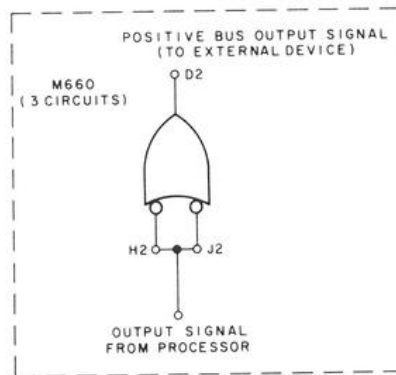 POSITIVE BUS OUTPUT SIGNAL
(TO EXTERNAL DEVICE)
D2
M660
(3 CIRCUITS)
H2
J2
OUTPUT SIGNAL
FROM PROCESSOR